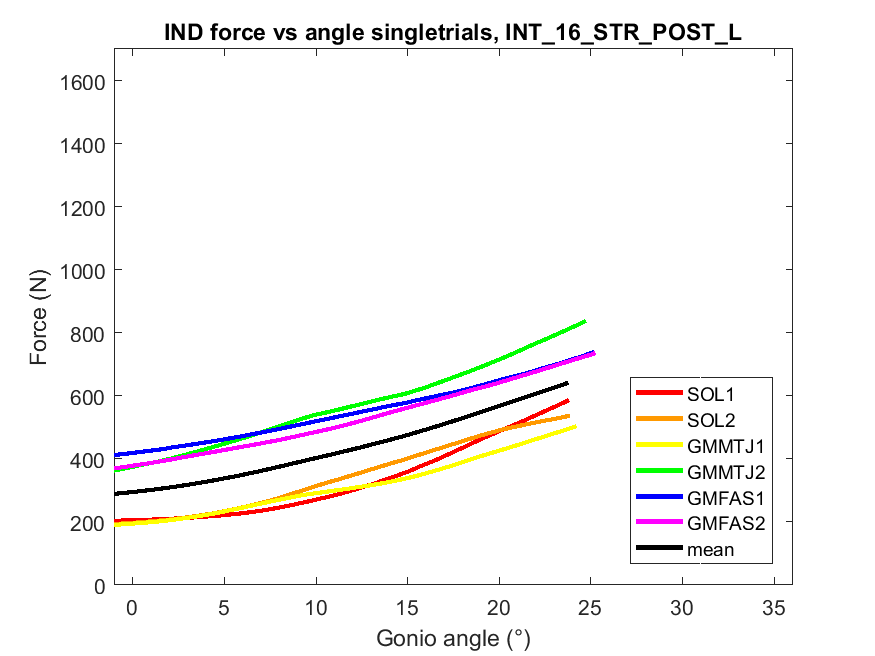 IND force vs angle singletrials, INT_16_STR_POST_L
Force (N)
1600
1400
1200
1000
800
600
400
200
0
0 5 10 15 20 25 30 35
Gonio angle (°)
SOL1
SOL2
GMMTJ1
GMMTJ2
GMFAS1
GMFAS2
mean